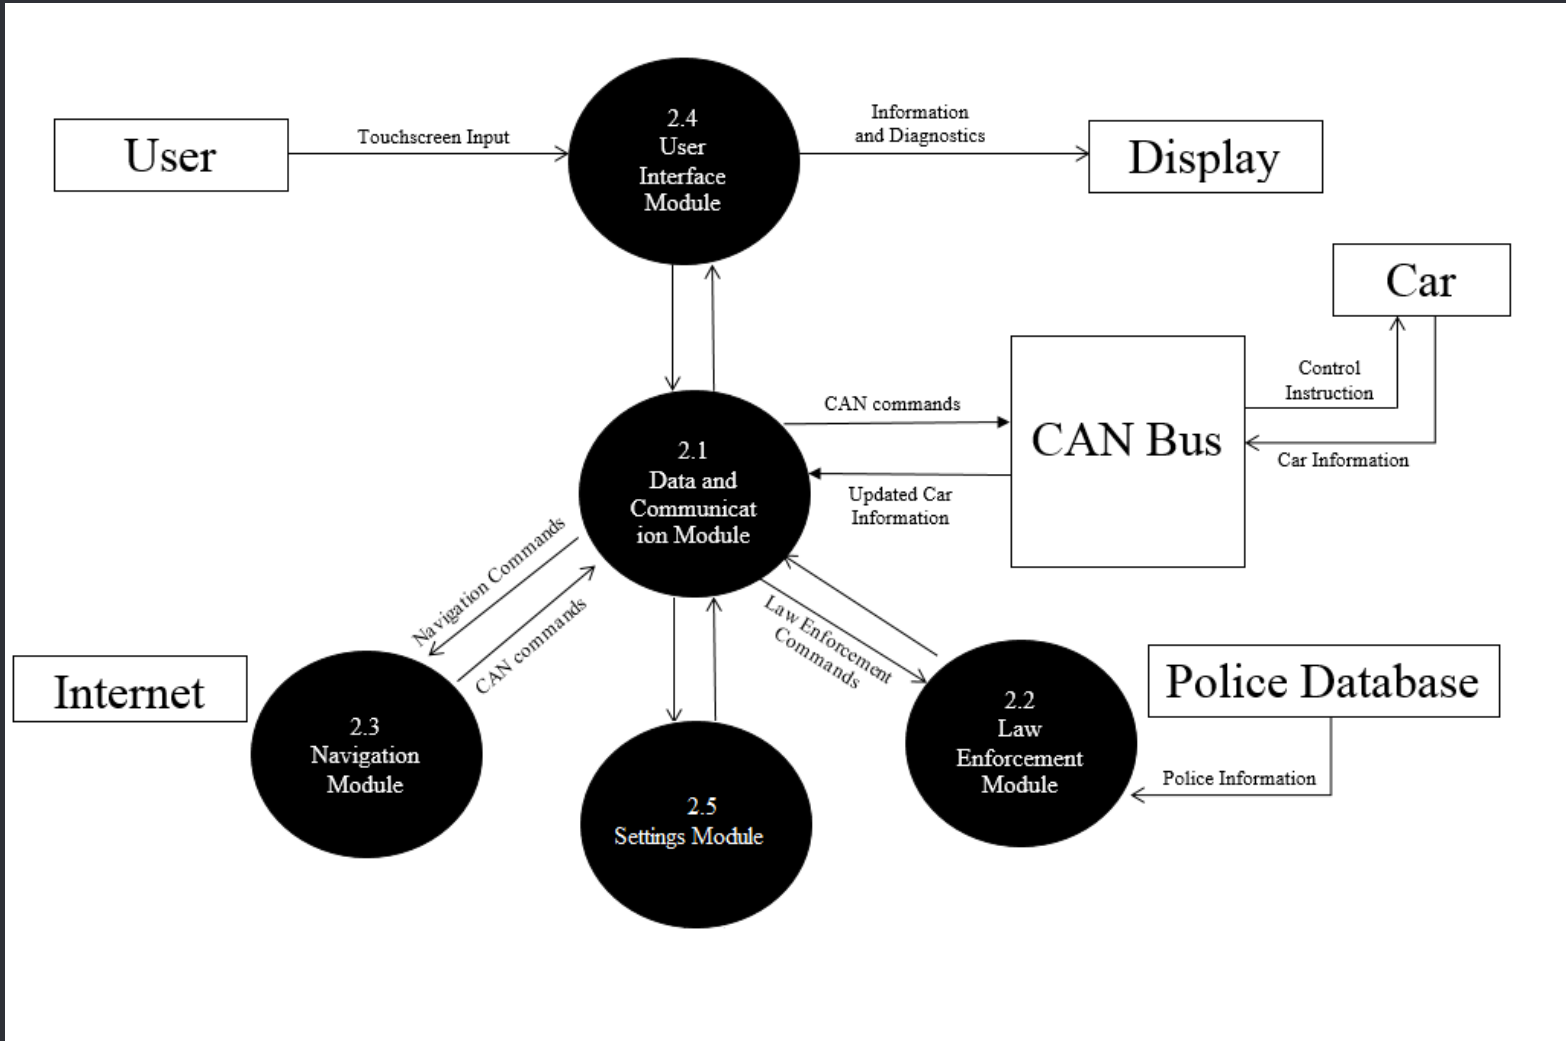 2.4
User
Interface
Module
User
Touchscreen Input
Information
and Diagnostics
Display
Car
Control
Instruction
CAN Bus
Car Information
CAN commands
Updated Car
Information
2.1
Data and
Communicat
ion Module
Navigation Commands
CAN commands
Law Enforcement
Commands
Internet
2.3
Navigation
Module
2.5
Settings Module
2.2
Law
Enforcement
Module
Police Database
Police Information